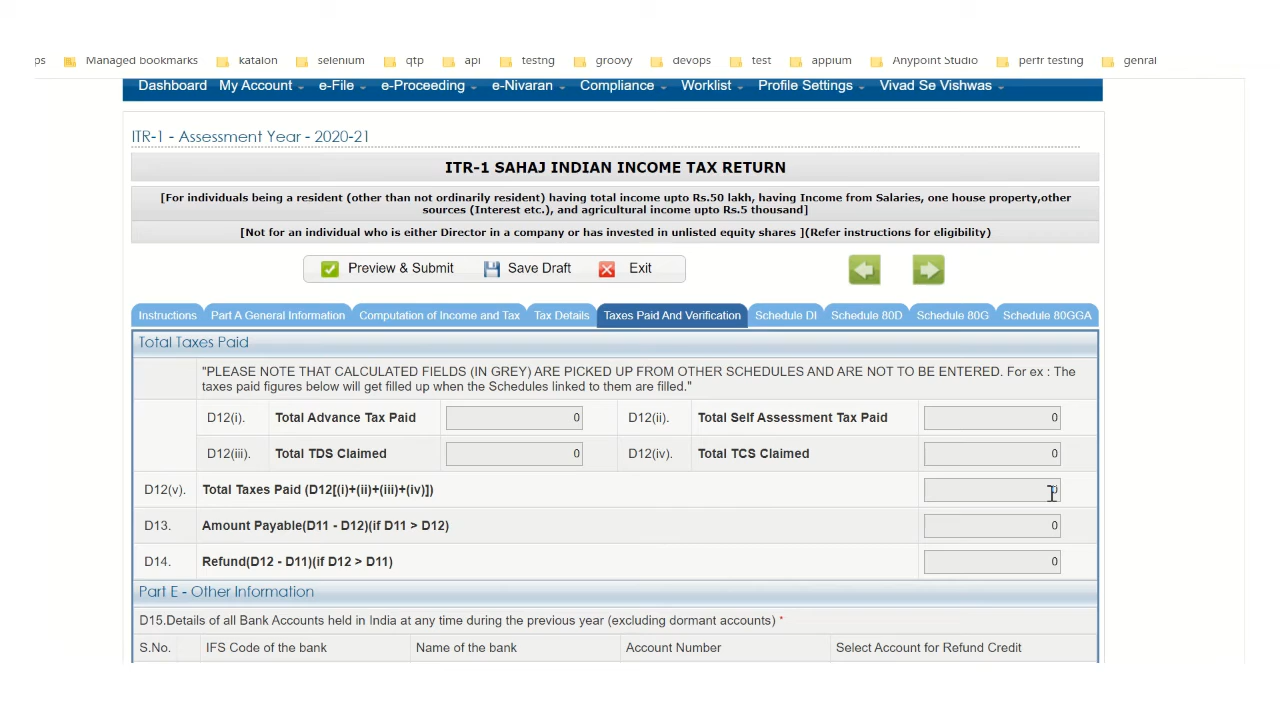 ps Managed bookmarks katalon selenium qtp api testng groovy devops test appium Anypoint Studio perfr testing genral
Dashboard My Account e-File e-Proceeding e-Nivaran Compliance Worklist Profile Settings Vivad Se Vishwas
ITR-1 - Assessment Year - 2020-21
ITR-1 SAHAJ INDIAN INCOME TAX RETURN
[For individuals being a resident (other than not ordinarily resident) having total income upto Rs.50 lakh, having Income from Salaries, one house property,other
sources (Interest etc.), and agricultural income upto Rs.5 thousand]
[Not for an individual who is either Director in a company or has invested in unlisted equity shares ](Refer instructions for eligibility)
Preview & Submit Save Draft Exit
Instructions Part A General Information Computation of Income and Tax Tax Details Taxes Paid And Verification Schedule DI Schedule 80D Schedule 80G Schedule 80GGA
Total Taxes Paid
"PLEASE NOTE THAT CALCULATED FIELDS (IN GREY) ARE PICKED UP FROM OTHER SCHEDULES AND ARE NOT TO BE ENTERED. For ex : The
taxes paid figures below will get filled up when the Schedules linked to them are filled."
D12(i). Total Advance Tax Paid 0 D12(ii). Total Self Assessment Tax Paid 0
D12(iii). Total TDS Claimed 0 D12(iv). Total TCS Claimed 0
D12(v). Total Taxes Paid (D12[(i)+(ii)+(iii)+(iv)]) 0
D13. Amount Payable(D11 - D12)(if D11 > D12) 0
D14. Refund(D12 - D11)(if D12 > D11) 0
Part E - Other Information
D15.Details of all Bank Accounts held in India at any time during the previous year (excluding dormant accounts) *
S.No. IFS Code of the bank Name of the bank Account Number Select Account for Refund Credit